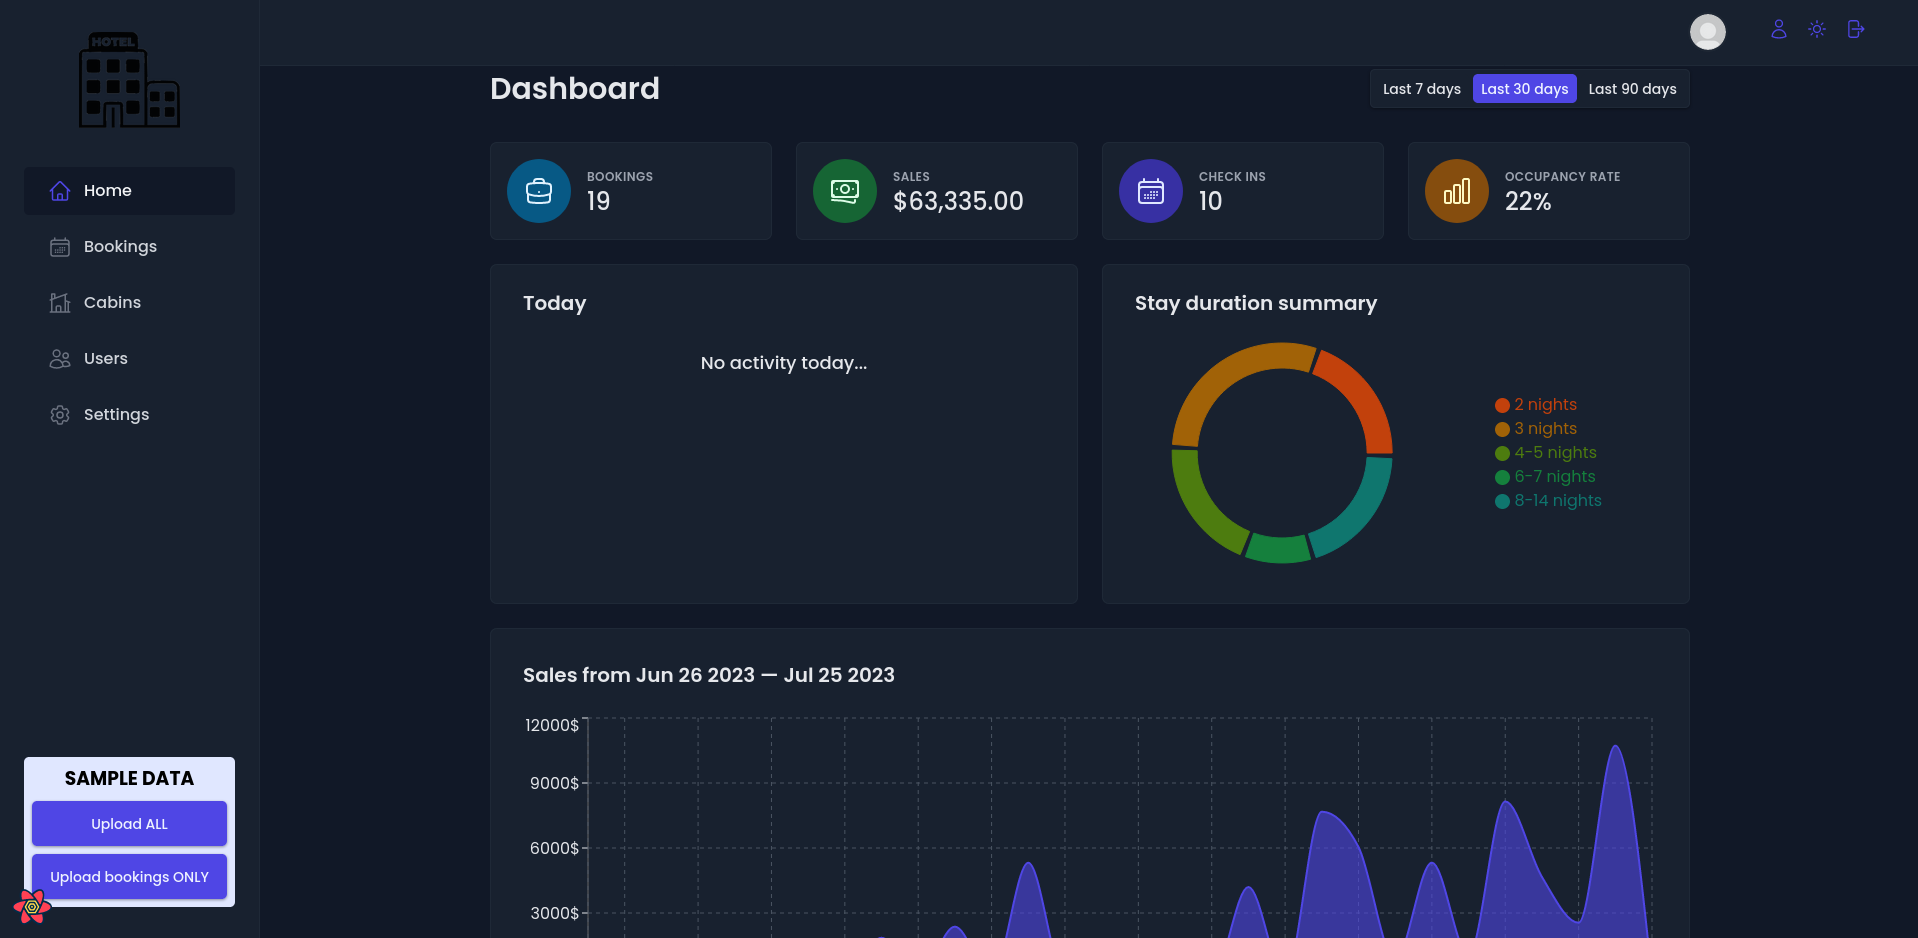 HOTEL
Home
Bookings
Cabins
Users
Settings
SAMPLE DATA
Upload ALL
Upload bookings ONLY
Dashboard
Last 7 days Last 30 days Last 90 days
BOOKINGS
19
SALES
$63,335.00
CHECK INS
10
OCCUPANCY RATE
22%
Today
No activity today...
Stay duration summary
2 nights
3 nights
4-5 nights
6-7 nights
8-14 nights
Sales from Jun 26 2023 — Jul 25 2023
12000$
9000$
6000$
3000$